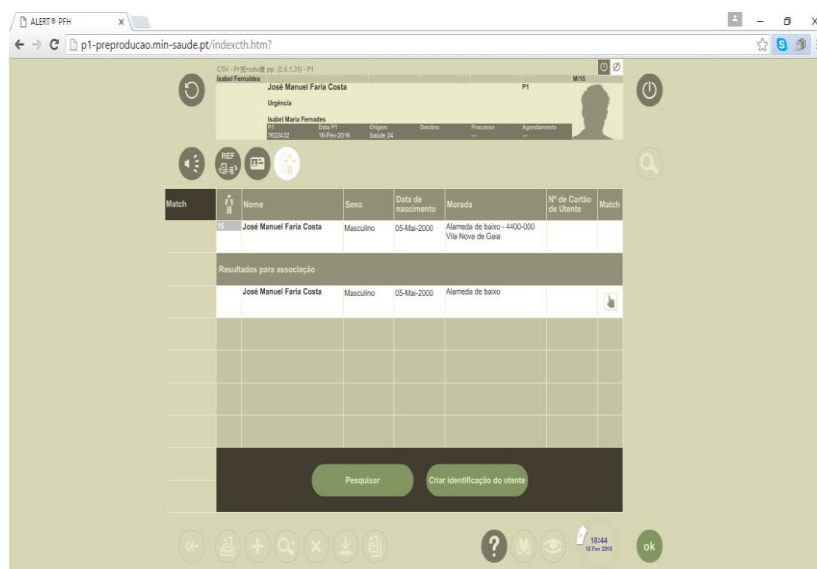 ALERT® PFH
p1-preproducao.min-saude.pt/indexcth.htm?
Isabel Fernaldes M/15
José Manuel Faria Costa P1
Urgência
Isabel Maria Fernades
P1 Data P1 Origem Destino Processo Agendamento
7622432 16-Fev-2016 Saúde 24 --- ---
REF
Match Nome Sexo Data de nascimento Morada Nº de Cartão de Utente Match
15 José Manuel Faria Costa Masculino 05-Mai-2000 Alameda de baixo - 4400-000
Vila Nova de Gaia
Resultados para associação
José Manuel Faria Costa Masculino 05-Mai-2000 Alameda de baixo
Pesquisar Criar identificação do utente
18:44
ok